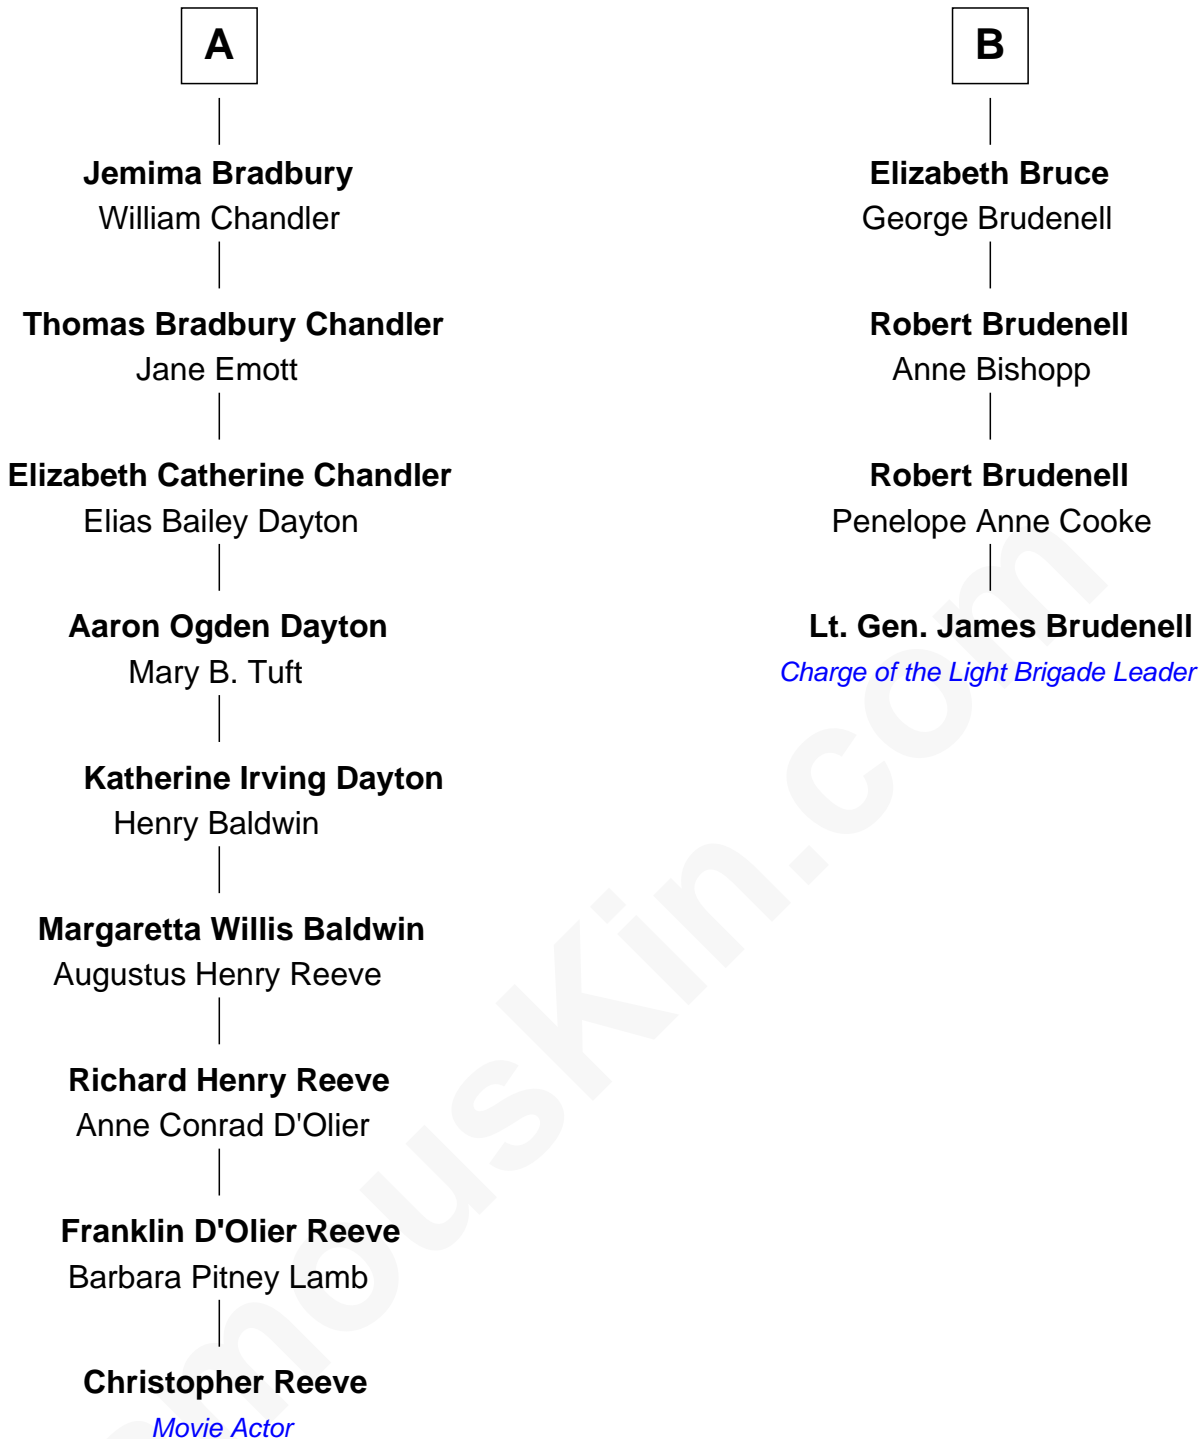 A
Jemima Bradbury
William Chandler
Thomas Bradbury Chandler
Jane Emott
Elizabeth Catherine Chandler
Elias Bailey Dayton
Aaron Ogden Dayton
Mary B. Tuft
Katherine Irving Dayton
Henry Baldwin
Margaretta Willis Baldwin
Augustus Henry Reeve
Richard Henry Reeve
Anne Conrad D'Olier
Franklin D'Olier Reeve
Barbara Pitney Lamb
Christopher Reeve
Movie Actor
B
Elizabeth Bruce
George Brudenell
Robert Brudenell
Anne Bishopp
Robert Brudenell
Penelope Anne Cooke
Lt. Gen. James Brudenell
Charge of the Light Brigade Leader
mousKin.com